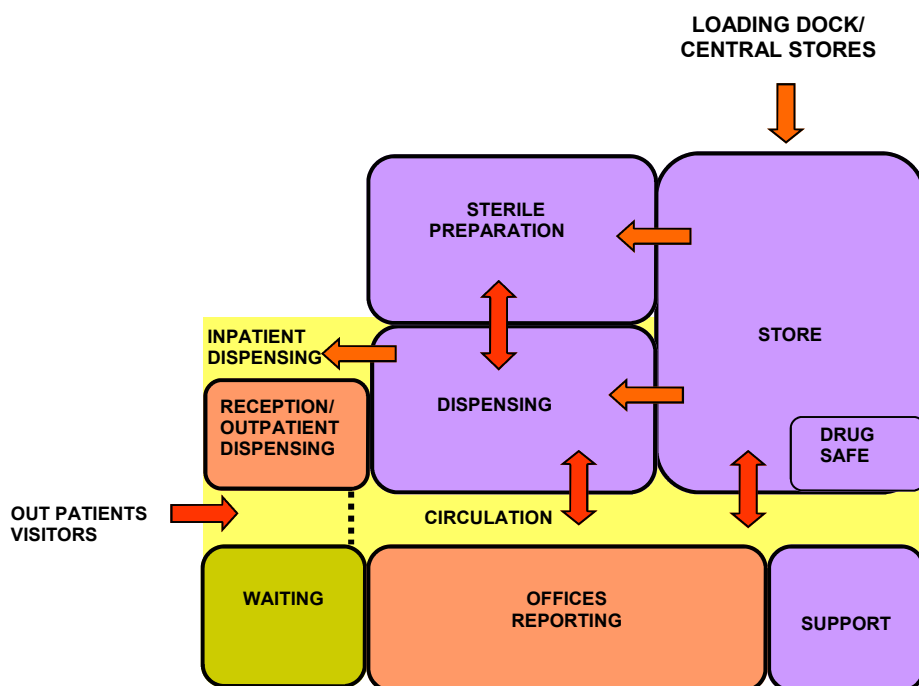 LOADING DOCK/
CENTRAL STORES
STERILE
PREPARATION
STORE
INPATIENT
DISPENSING
DISPENSING
RECEPTION/
OUTPATIENT
DISPENSING
DRUG
SAFE
OUT PATIENTS
VISITORS
CIRCULATION
WAITING
OFFICES
REPORTING
SUPPORT